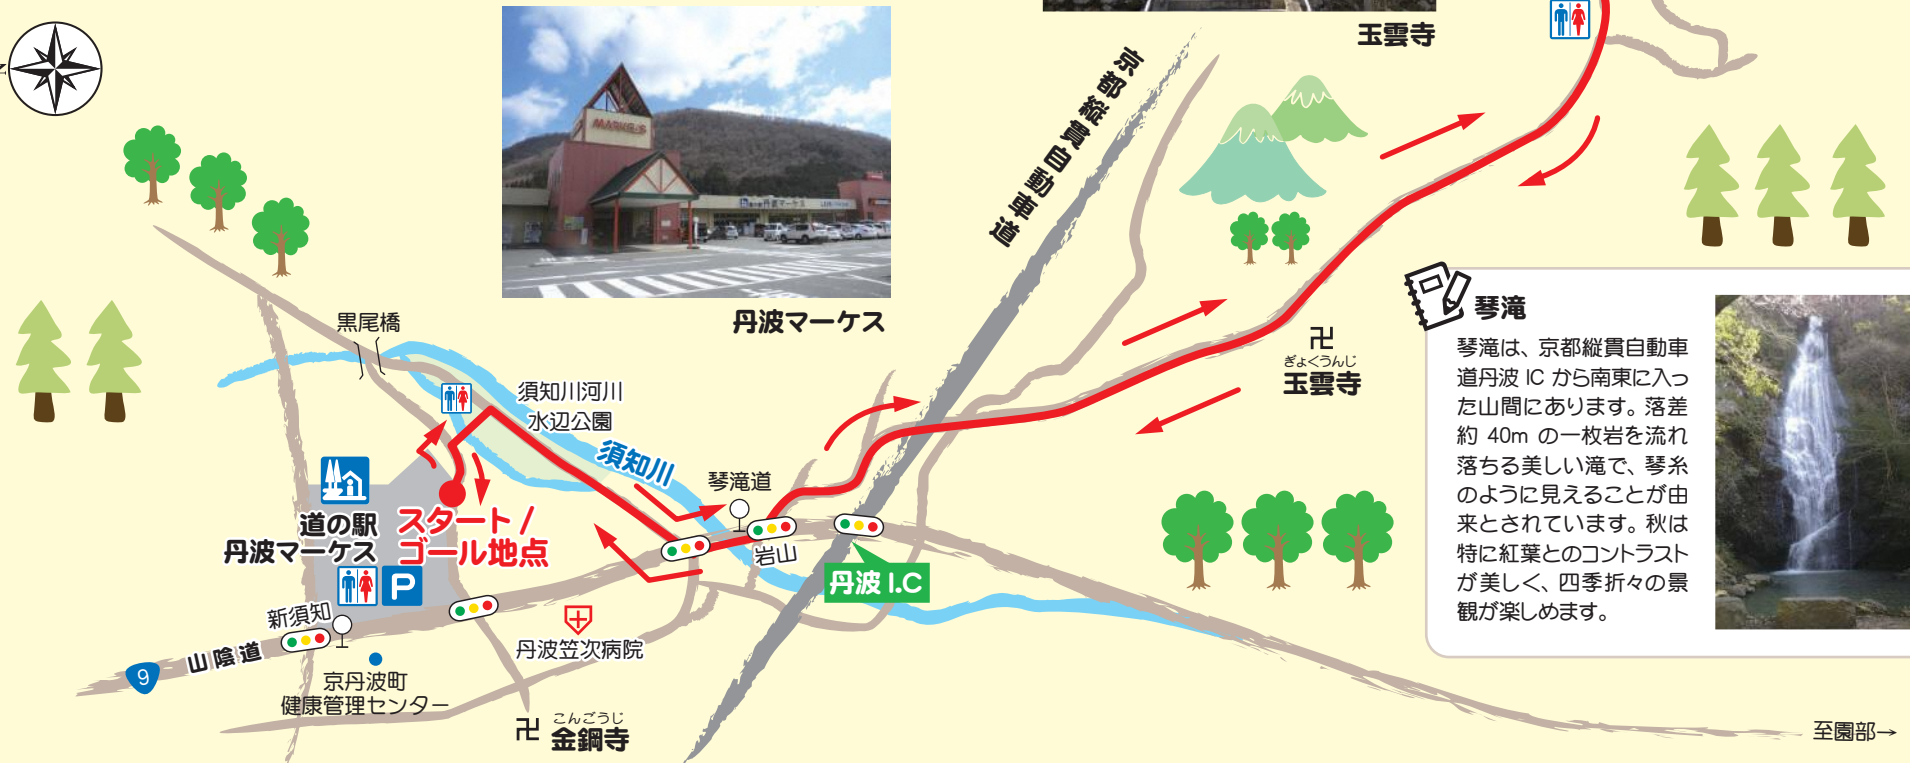 N
MARKE.S
丹波マーケス
丹波マーケス
玉雲寺
京都縦貫自動車道
黒尾橋
須知川河川
水辺公園
須知川
琴滝道
岩山
丹波 I.C
道の駅
丹波マーケス
スタート/
ゴール地点
P
新須知
山陰道
9
京丹波町
健康管理センター
丹波笠次病院
こんごうじ
金鋼寺
ぎょくうんじ
玉雲寺
琴滝
琴滝は、京都縦貫自動車
道丹波 IC から南東に入っ
た山間にあります。落差
約 40m の一枚岩を流れ
落ちる美しい滝で、琴糸
のように見えることが由
来とされています。秋は
特に紅葉とのコントラスト
が美しく、四季折々の景
観が楽しめます。
至園部→